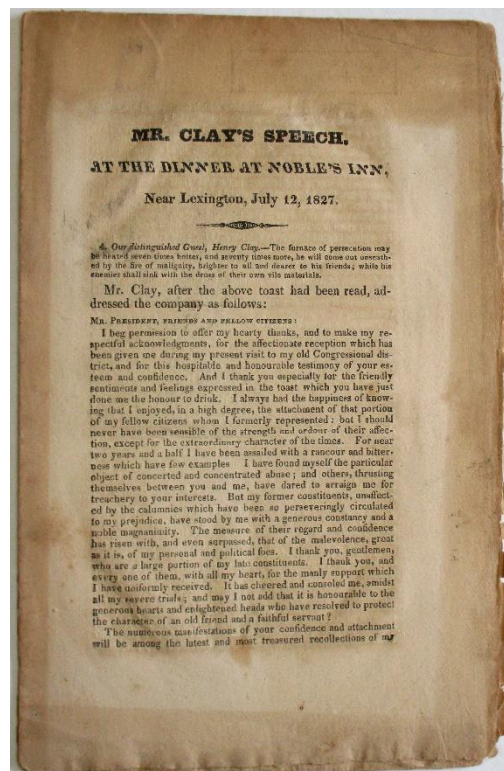 MR. CLAY'S SPEECH,
AT THE DINNER AT NOBLE'S INN,
Near Lexington, July 12, 1827.
4. Our distinguished Guest, Henry Clay.—The furnace of persecution may
be heated seven times hotter, and seventy times more, he will come out unscath-
ed by the fire of malignity, brighter to all and dearer to his friends; while his
enemies shall sink with the dross of their own vile materials.
Mr. Clay, after the above toast had been read, ad-
dressed the company as follows:
MR. PRESIDENT, FRIENDS AND FELLOW CITIZENS:
I beg permission to offer my hearty thanks, and to make my re-
spectful acknowledgments, for the affectionate reception which has
been given me during my present visit to my old Congressional dis-
trict, and for this hospitable and honourable testimony of your es-
teem and confidence. And I thank you especially for the friendly
sentiments and feelings expressed in the toast which you have just
done me the honour to drink. I always had the happiness of know-
ing that I enjoyed, in a high degree, the attachment of that portion
of my fellow citizens whom I formerly represented; but I should
never have been sensible of the strength and ardour of their affec-
tion, except for the extraordinary character of the times. For near
two years and a half I have been assailed with a rancour and bitter-
ness which have few examples I have found myself the particular
object of concerted and concentrated abuse; and others, thrusting
themselves between you and me, have dared to arraign me for
treachery to your interests. But my former constituents, unaffect-
ed by the calumnies which have been so perseveringly circulated
to my prejudice, have stood by me with a generous constancy and a
noble magnanimity. The measure of their regard and confidence
has risen with, and even surpassed, that of the malevolence, great
as it is, of my personal and political foes. I thank you, gentlemen,
who are a large portion of my late constituents. I thank you, and
every one of them, with all my heart, for the manly support which
I have uniformly received. It has cheered and consoled me, amidst
all my severe trials; and may I not add that it is honourable to the
generous hearts and enlightened heads who have resolved to protect
the character of an old friend and a faithful servant?
The numerous manifestations of your confidence and attachment
will be among the latest and most treasured recollections of my